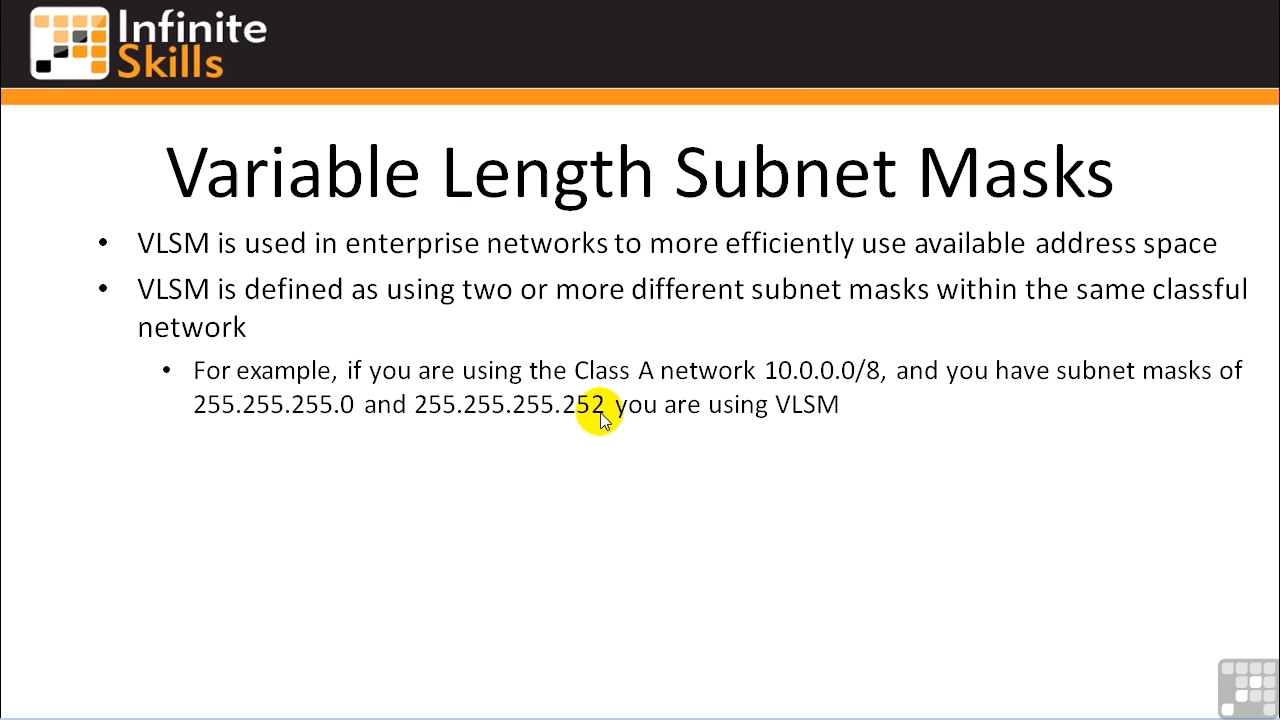 Infinite
Skills
Variable Length Subnet Masks
• VLSM is used in enterprise networks to more efficiently use available address space
• VLSM is defined as using two or more different subnet masks within the same classful
network
• For example, if you are using the Class A network 10.0.0.0/8, and you have subnet masks of
255.255.255.0 and 255.255.255.252 you are using VLSM